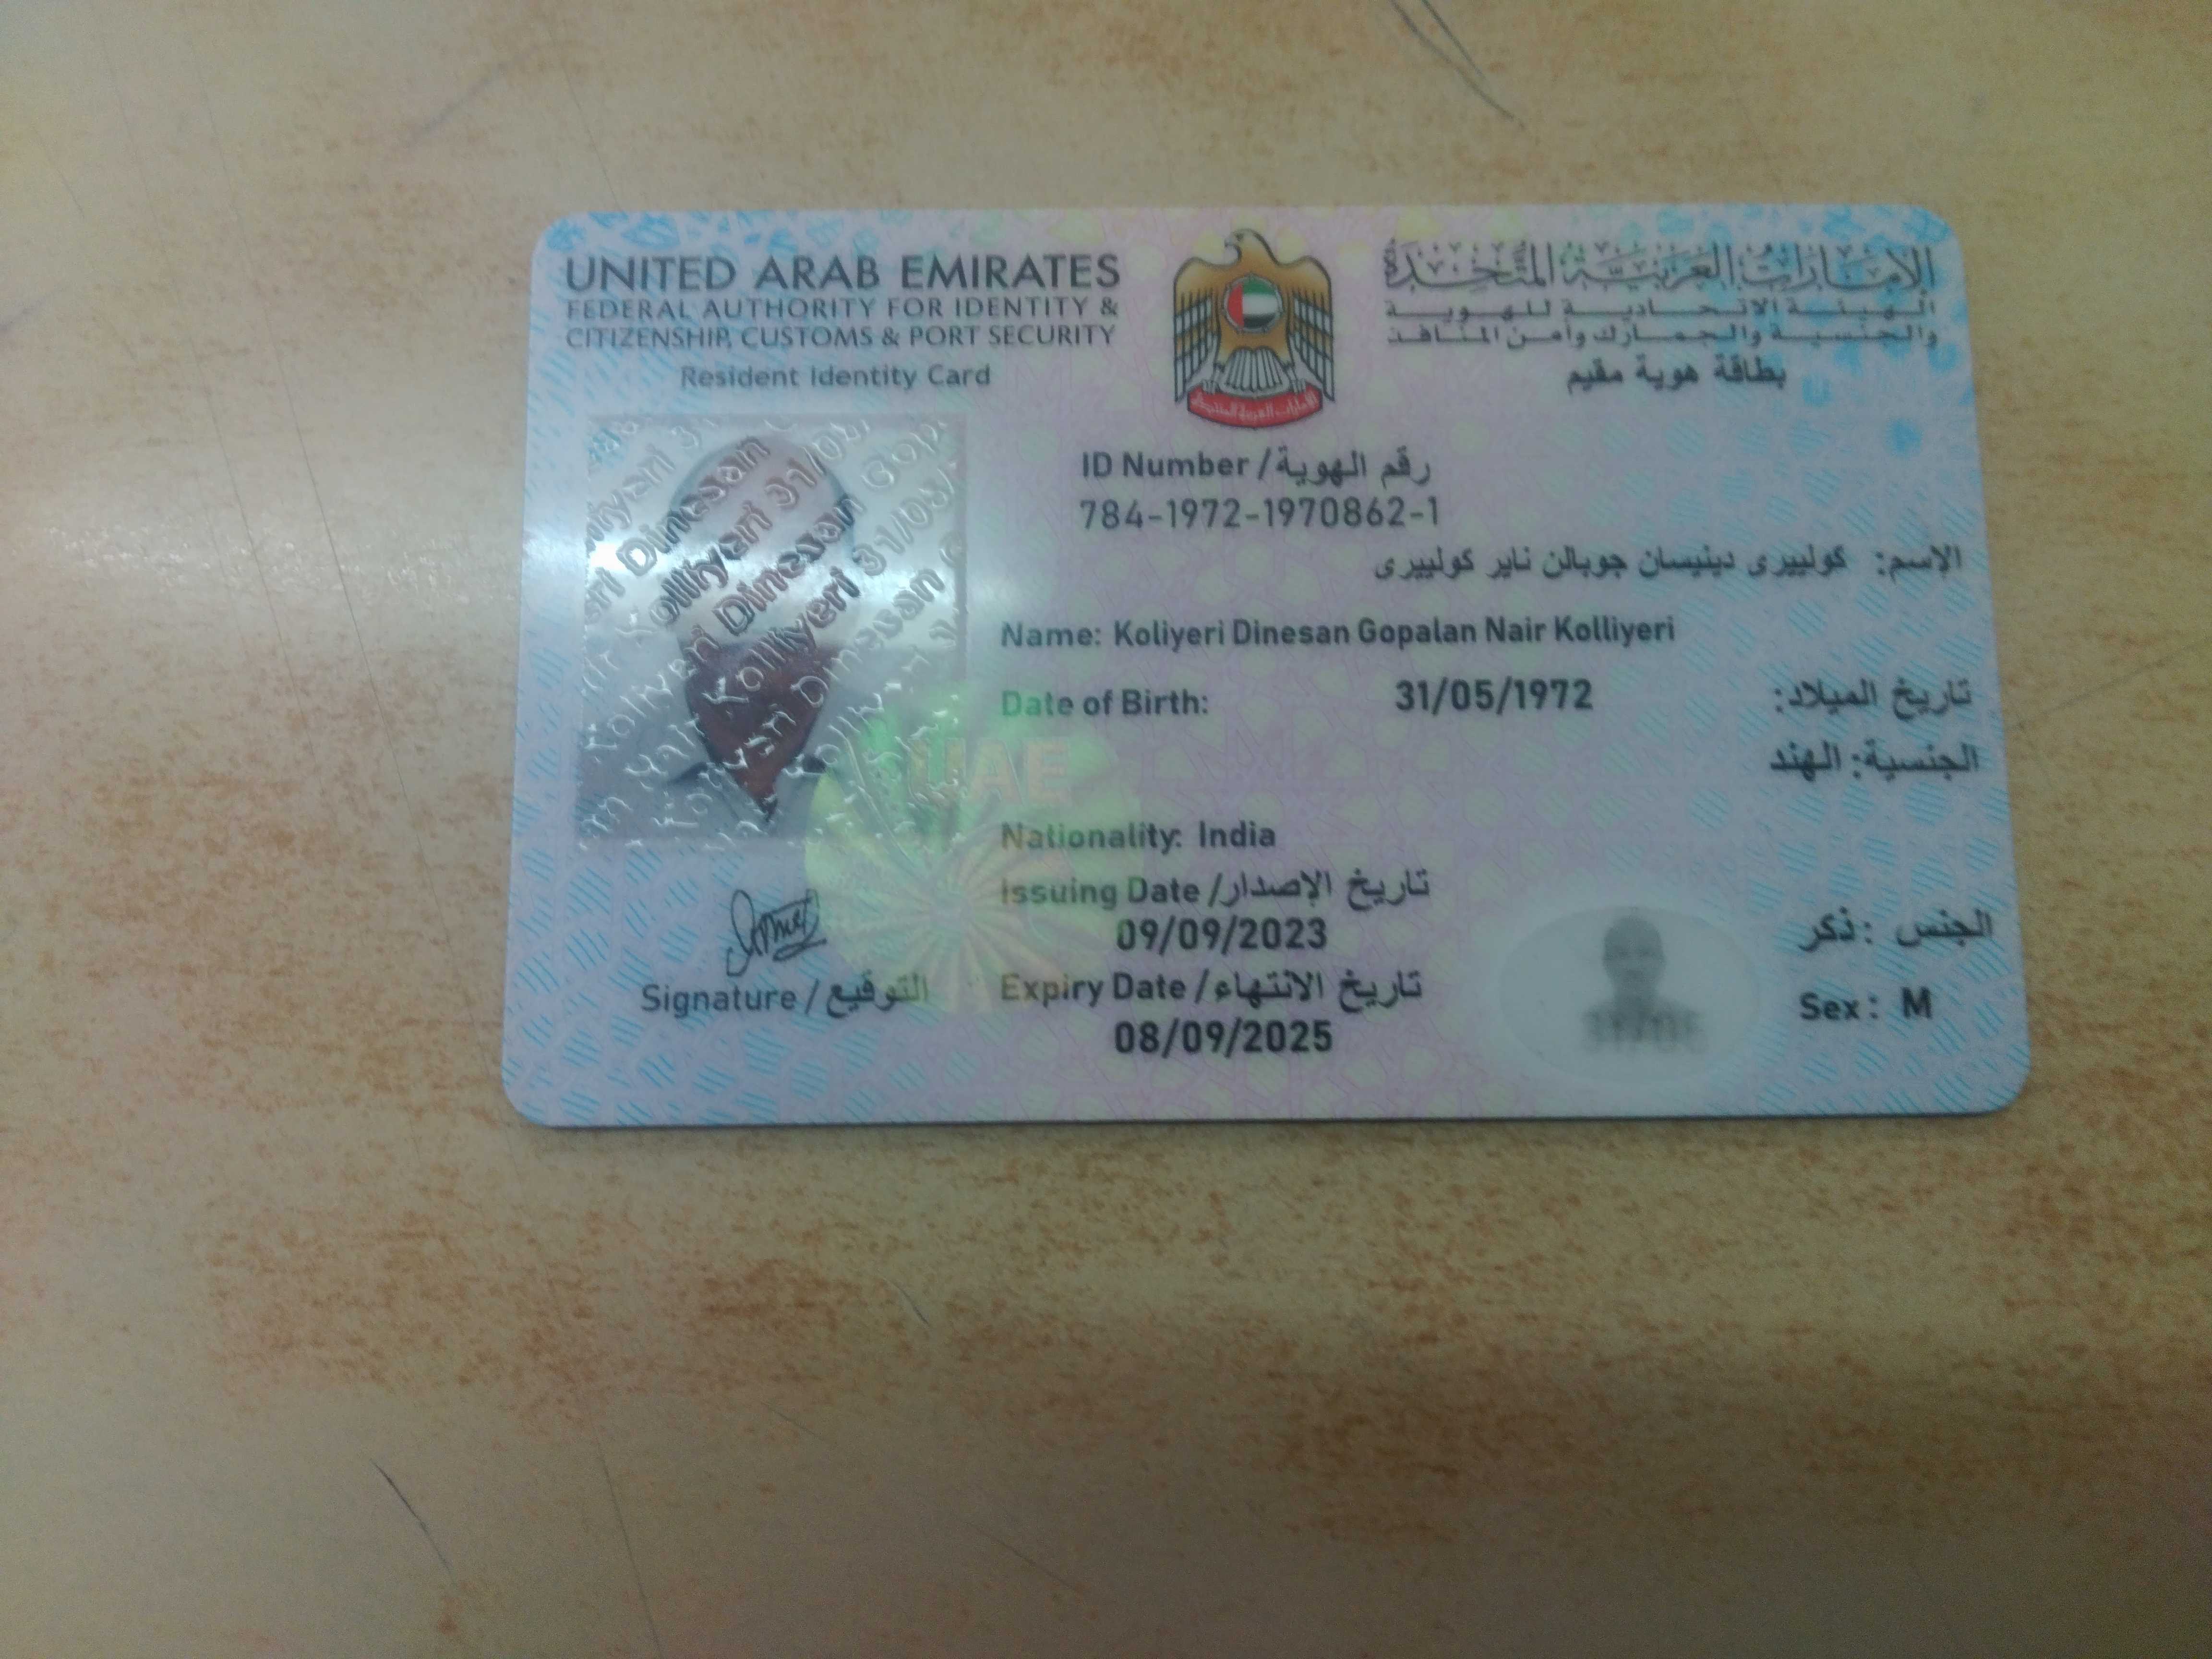 UNITED ARAB EMIRATES
FEDERAL AUTHORITY FOR IDENTITY &
CITIZENSHIP, CUSTOMS & PORT SECURITY
Resident Identity Card
الإمارات العربية المتحدة
الهيئة الاتحادية للهوية
والجنسية والجمارك وأمن المنافذ
بطاقة هوية مقيم
ID Number / رقم الهوية
784-1972-1970862-1
الإسم: كولييرى دينيسان جوبالن ناير كولييرى
Name: Koliyeri Dinesan Gopalan Nair Kolliyeri
Date of Birth: 31/05/1972 تاريخ الميلاد:
الجنسية: الهند
UAE
Nationality: India
Issuing Date / تاريخ الإصدار
09/09/2023
Expiry Date / تاريخ الانتهاء
08/09/2025
Signature / التوقيع
الجنس : ذكر
Sex : M